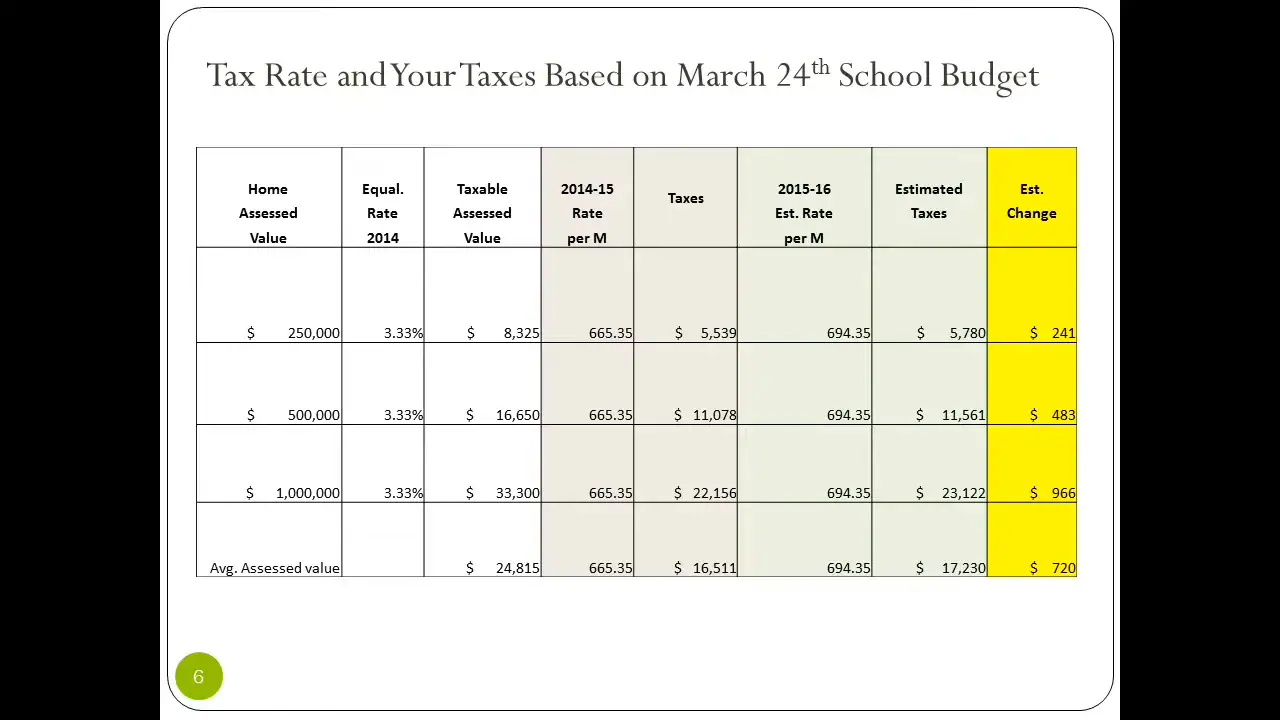 Tax Rate and Your Taxes Based on March 24th School Budget
Home Assessed Value Equal. Rate 2014 Taxable Assessed Value 2014-15 Rate per M Taxes 2015-16 Est. Rate per M Estimated Taxes Est. Change
$ 250,000 3.33% $ 8,325 665.35 $ 5,539 694.35 $ 5,780 $ 241
$ 500,000 3.33% $ 16,650 665.35 $ 11,078 694.35 $ 11,561 $ 483
$ 1,000,000 3.33% $ 33,300 665.35 $ 22,156 694.35 $ 23,122 $ 966
Avg. Assessed value $ 24,815 665.35 $ 16,511 694.35 $ 17,230 $ 720
6